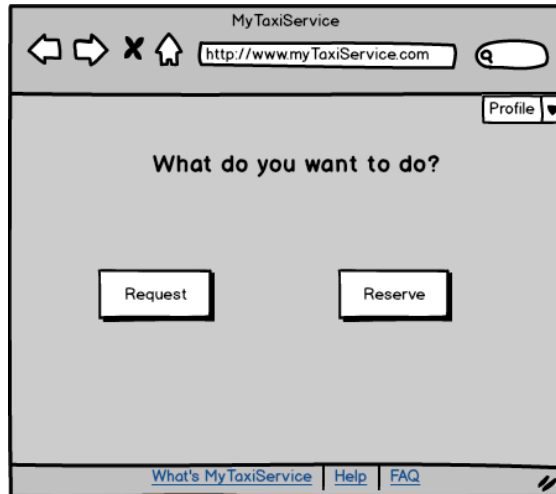 MyTaxiService
http://www.myTaxiService.com
Profile
What do you want to do?
Request Reserve
What's MyTaxiService Help FAQ